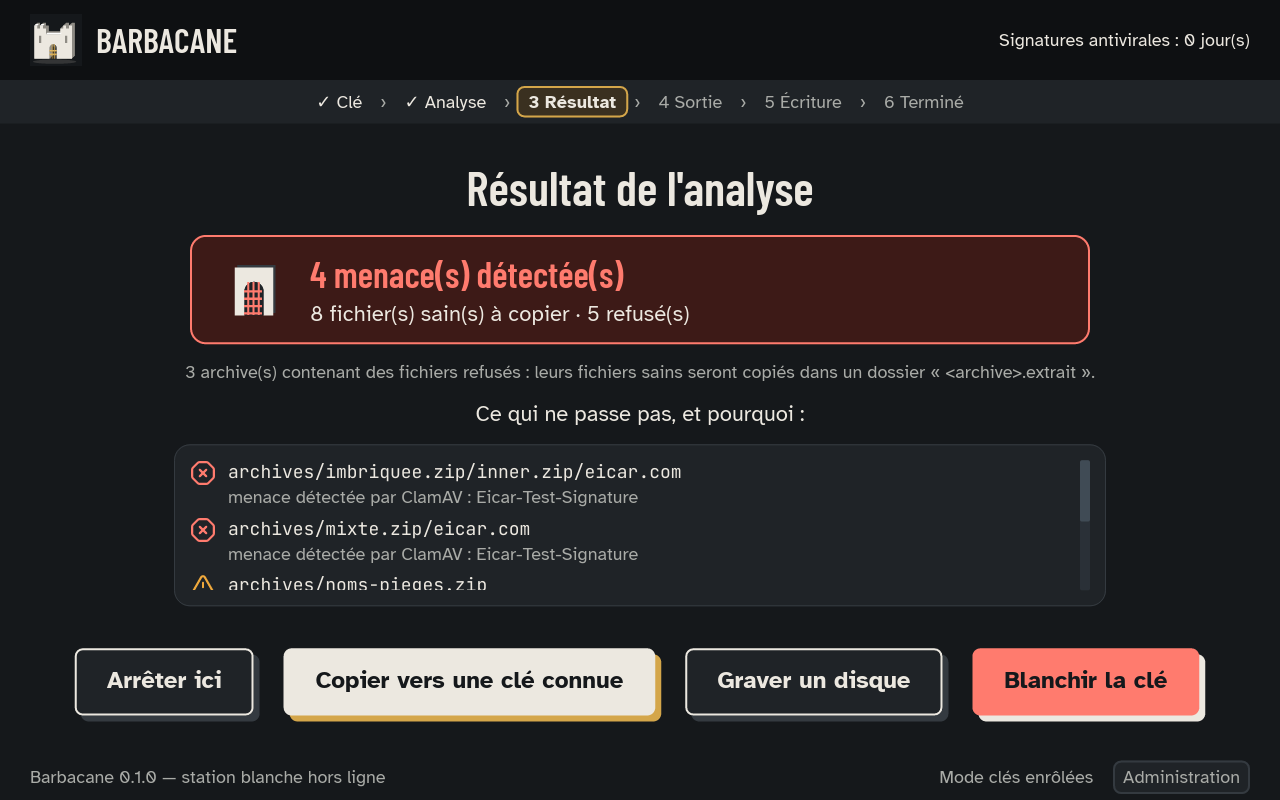 BARBACANE
Signatures antivirales : 0 jour(s)
✓ Clé › ✓ Analyse › 3 Résultat › 4 Sortie › 5 Écriture › 6 Terminé
Résultat de l'analyse
4 menace(s) détectée(s)
8 fichier(s) sain(s) à copier · 5 refusé(s)
3 archive(s) contenant des fichiers refusés : leurs fichiers sains seront copiés dans un dossier « <archive>.extrait ».
Ce qui ne passe pas, et pourquoi :
archives/imbriquee.zip/inner.zip/eicar.com
menace détectée par ClamAV : Eicar-Test-Signature
archives/mixte.zip/eicar.com
menace détectée par ClamAV : Eicar-Test-Signature
archives/noms-pieges.zip
Arrêter ici
Copier vers une clé connue
Graver un disque
Blanchir la clé
Barbacane 0.1.0 — station blanche hors ligne
Mode clés enrôlées
Administration